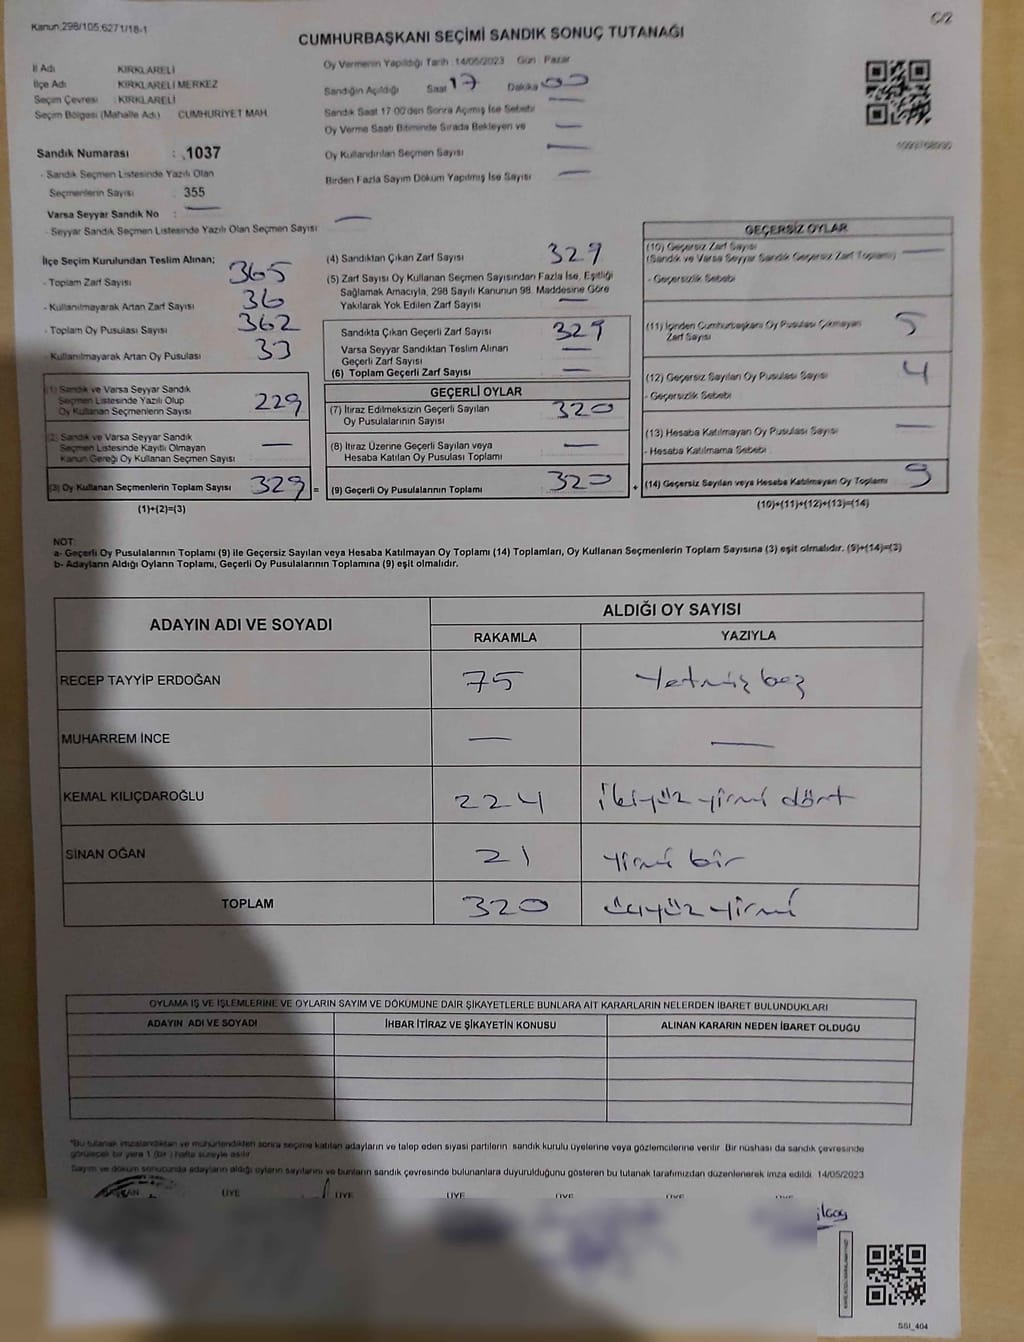 Kanun:298/105;6271/18-1
C/2
CUMHURBAŞKANI SEÇİMİ SANDIK SONUÇ TUTANAĞI
İl Adı KIRKLARELİ
İlçe Adı KIRKLARELİ MERKEZ
Seçim Çevresi : KIRKLARELİ
Seçim Bölgesi (Mahalle Adı) CUMHURİYET MAH.
Sandık Numarası : 1037
- Sandık Seçmen Listesinde Yazılı Olan
Seçmenlerin Sayısı : 355
Varsa Seyyar Sandık No : —
- Seyyar Sandık Seçmen Listesinde Yazılı Olan Seçmen Sayısı: —
Oy Vermenin Yapıldığı Tarih :14/05/2023 Gün : Pazar
Sandığın Açıldığı Saat 17 Dakika 00
Sandık Saat 17:00'den Sonra Açılmış İse Sebebi —
Oy Verme Saati Bitiminde Sırada Bekleyen ve —
Oy Kullandırılan Seçmen Sayısı —
Birden Fazla Sayım Döküm Yapılmış İse Sayısı —
İlçe Seçim Kurulundan Teslim Alınan;
- Toplam Zarf Sayısı 365
- Kullanılmayarak Artan Zarf Sayısı 36
- Toplam Oy Pusulası Sayısı 362
- Kullanılmayarak Artan Oy Pusulası 33
(1) Sandık ve Varsa Seyyar Sandık
Seçmen Listesinde Yazılı Olup
Oy Kullanan Seçmenlerin Sayısı 229
(2) Sandık ve Varsa Seyyar Sandık
Seçmen Listesinde Kayıtlı Olmayan
Kanun Gereği Oy Kullanan Seçmen Sayısı —
(3) Oy Kullanan Seçmenlerin Toplam Sayısı 329 =
(1)+(2)=(3)
(4) Sandıktan Çıkan Zarf Sayısı 329
(5) Zarf Sayısı Oy Kullanan Seçmen Sayısından Fazla İse, Eşitliği
Sağlamak Amacıyla, 298 Sayılı Kanunun 98. Maddesine Göre
Yakılarak Yok Edilen Zarf Sayısı —
Sandıkta Çıkan Geçerli Zarf Sayısı 329
Varsa Seyyar Sandıktan Teslim Alınan
Geçerli Zarf Sayısı —
(6) Toplam Geçerli Zarf Sayısı —
GEÇERLİ OYLAR
(7) İtiraz Edilmeksizin Geçerli Sayılan
Oy Pusulalarının Sayısı 320
(8) İtiraz Üzerine Geçerli Sayılan veya
Hesaba Katılan Oy Pusulası Toplamı —
(9) Geçerli Oy Pusulalarının Toplamı 320 +
GEÇERSİZ OYLAR
(10) Geçersiz Zarf Sayısı
(Sandık ve Varsa Seyyar Sandık Geçersiz Zarf Toplamı) —
- Geçersizlik Sebebi
(11) İçinden Cumhurbaşkanı Oy Pusulası Çıkmayan 5
Zarf Sayısı
(12) Geçersiz Sayılan Oy Pusulası Sayısı 4
- Geçersizlik Sebebi:
(13) Hesaba Katılmayan Oy Pusulası Sayısı —
- Hesaba Katılmama Sebebi
(14) Geçersiz Sayılan veya Hesaba Katılmayan Oy Toplamı 9
(10)+(11)+(12)+(13)=(14)
NOT:
a- Geçerli Oy Pusulalarının Toplamı (9) ile Geçersiz Sayılan veya Hesaba Katılmayan Oy Toplamı (14) Toplamları, Oy Kullanan Seçmenlerin Toplam Sayısına (3) eşit olmalıdır. (9)+(14)=(3)
b- Adayların Aldığı Oyların Toplamı, Geçerli Oy Pusulalarının Toplamına (9) eşit olmalıdır.
ADAYIN ADI VE SOYADI
ALDIĞI OY SAYISI
RAKAMLA YAZIYLA
RECEP TAYYİP ERDOĞAN 75 Yetmiş beş
MUHARREM İNCE — —
KEMAL KILIÇDAROĞLU 224 ikiyüz yirmi dört
SİNAN OĞAN 21 yirmi bir
TOPLAM 320 üçyüz yirmi
OYLAMA İŞ VE İŞLEMLERİNE VE OYLARIN SAYIM VE DÖKÜMÜNE DAİR ŞİKAYETLERLE BUNLARA AİT KARARLARIN NELERDEN İBARET BULUNDUKLARI
ADAYIN ADI VE SOYADI İHBAR İTİRAZ VE ŞİKAYETİN KONUSU ALINAN KARARIN NEDEN İBARET OLDUĞU
*Bu tutanak imzalandıktan ve mühürlendikten sonra seçime katılan adayların ve talep eden siyasi partilerin sandık kurulu üyelerine veya gözlemcilerine verilir. Bir nüshası da sandık çevresinde
görülecek bir yere 1 (bir) hafta süreyle asılır.
Sayım ve döküm sonucunda adayların aldığı oyların sayılarını ve bunların sandık çevresinde bulunanlara duyurulduğunu gösteren bu tutanak tarafımızdan düzenlenerek imza edildi. 14/05/2023
BAŞKAN ÜYE ÜYE ÜYE ÜYE ÜYE ÜYE
SSI_404